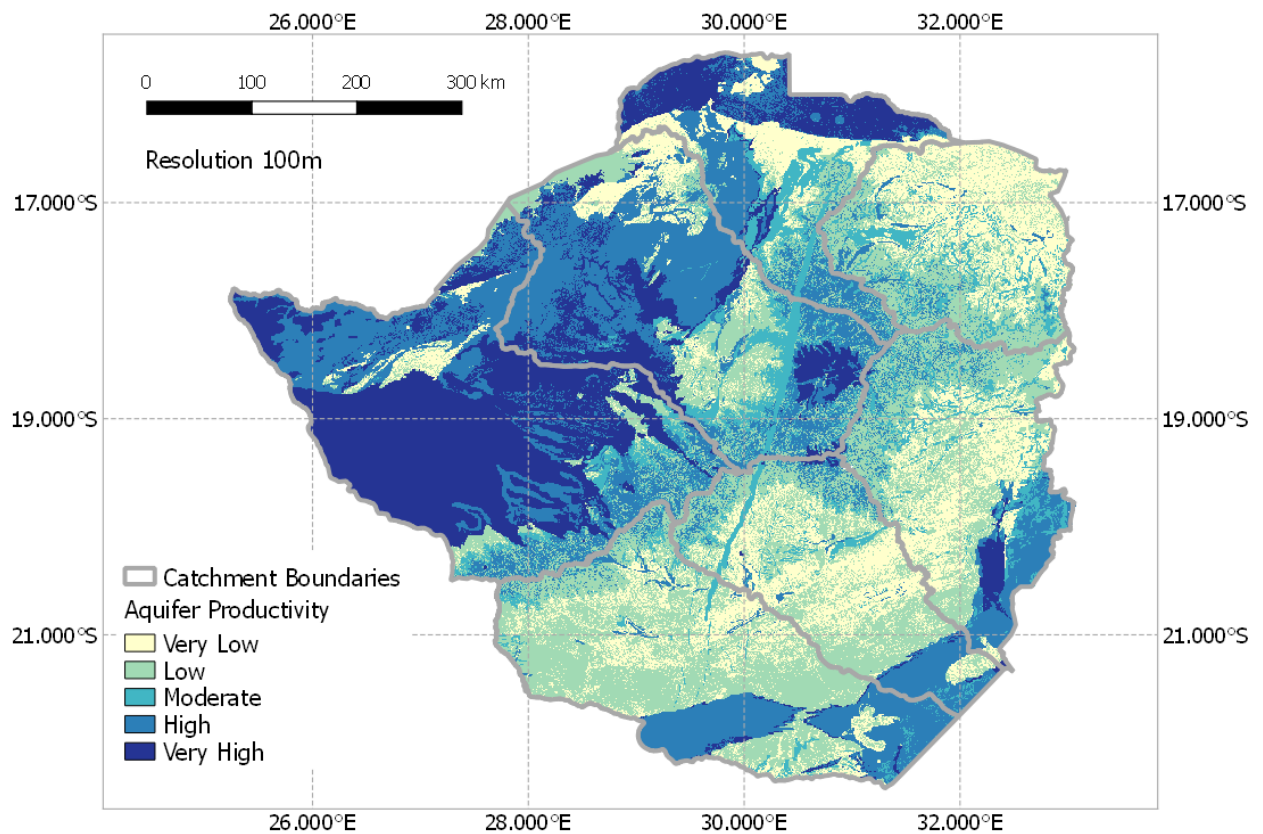 26.000°E 28.000°E 30.000°E 32.000°E
0 100 200 300 km
Resolution 100m
17.000°S 17.000°S
19.000°S 19.000°S
Catchment Boundaries
Aquifer Productivity
21.000°S 21.000°S
Very Low
Low
Moderate
High
Very High
26.000°E 28.000°E 30.000°E 32.000°E